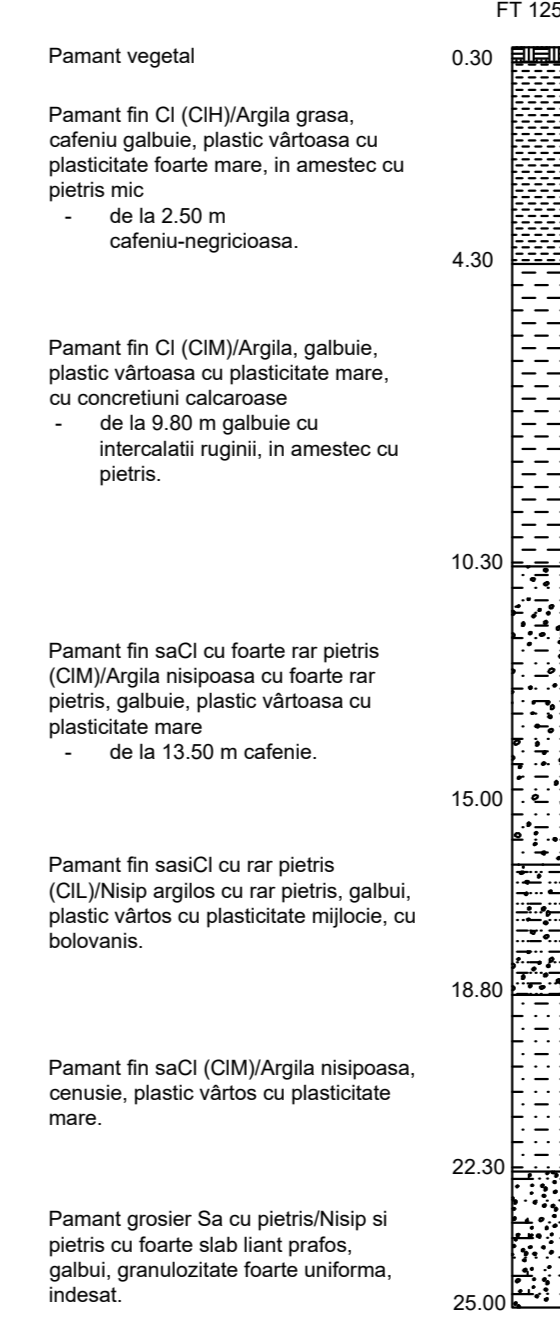 FT 125
Pamant vegetal
0.30
Pamant fin Cl (ClH)/Argila grasa,
cafeniu galbuie, plastic vârtoasa cu
plasticitate foarte mare, in amestec cu
pietris mic
- de la 2.50 m
cafeniu-negricioasa.
4.30
Pamant fin Cl (ClM)/Argila, galbuie,
plastic vârtoasa cu plasticitate mare,
cu concretiuni calcaroase
- de la 9.80 m galbuie cu
intercalatii ruginii, in amestec cu
pietris.
10.30
Pamant fin saCl cu foarte rar pietris
(ClM)/Argila nisipoasa cu foarte rar
pietris, galbuie, plastic vârtoasa cu
plasticitate mare
- de la 13.50 m cafenie.
15.00
Pamant fin sasiCl cu rar pietris
(ClL)/Nisip argilos cu rar pietris, galbui,
plastic vârtos cu plasticitate mijlocie, cu
bolovanis.
18.80
Pamant fin saCl (ClM)/Argila nisipoasa,
cenusie, plastic vârtos cu plasticitate
mare.
22.30
Pamant grosier Sa cu pietris/Nisip si
pietris cu foarte slab liant prafos,
galbui, granulozitate foarte uniforma,
indesat.
25.00